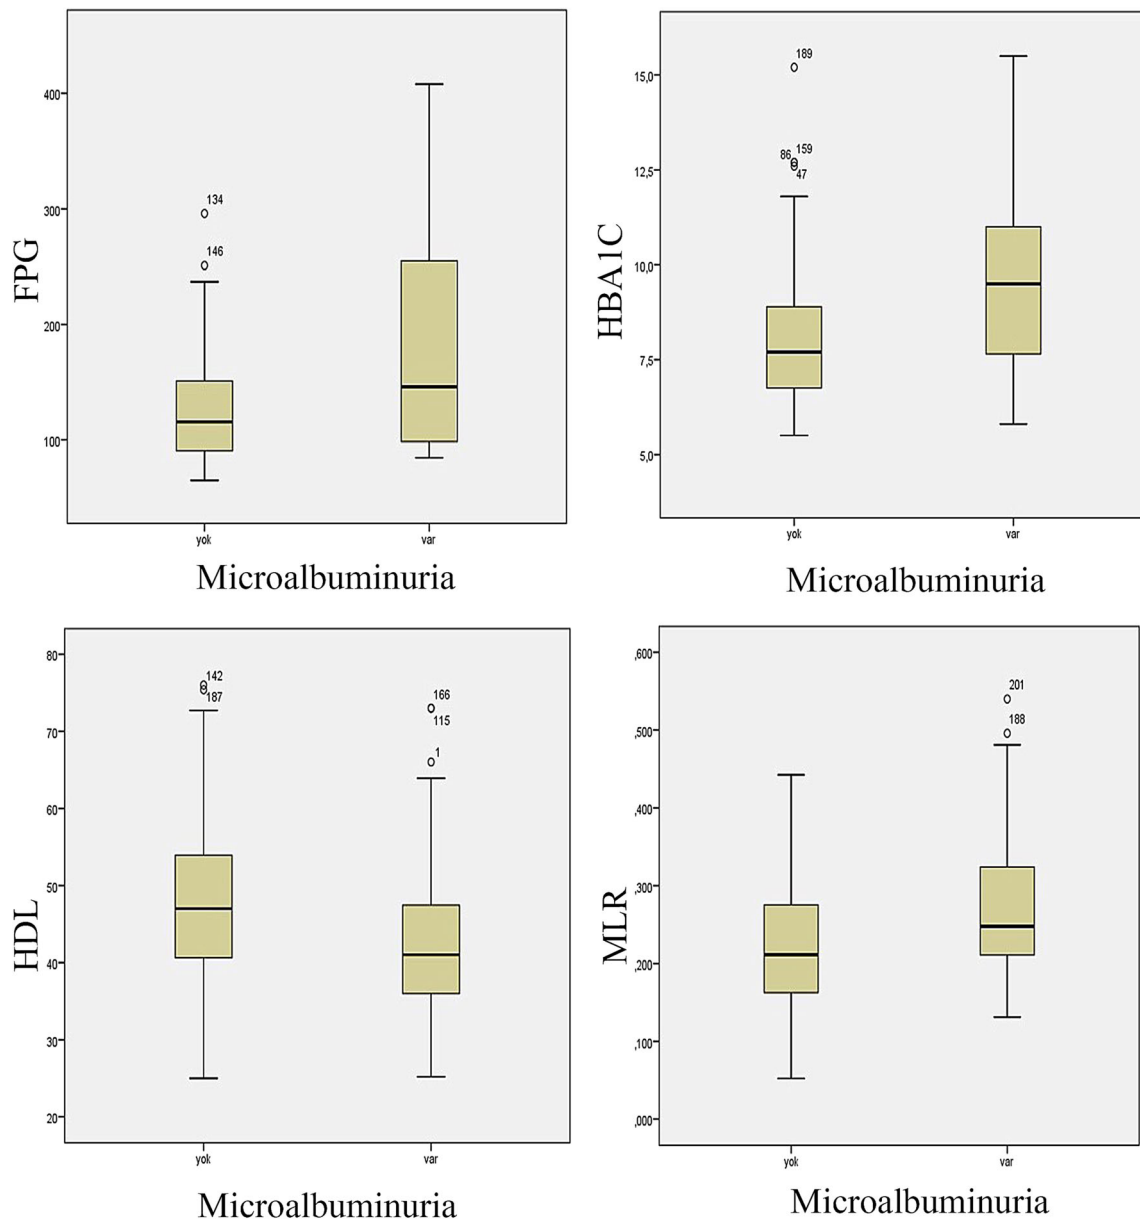 FPG
400
300
200
100
134
146
yok
var
Microalbuminuria
HBA1C
15,0
12,5
10,0
7,5
5,0
189
86
159
47
yok
var
Microalbuminuria
HDL
80
70
60
50
40
30
20
142
187
166
115
1
yok
var
Microalbuminuria
MLR
,600
,500
,400
,300
,200
,100
,000
201
188
yok
var
Microalbuminuria